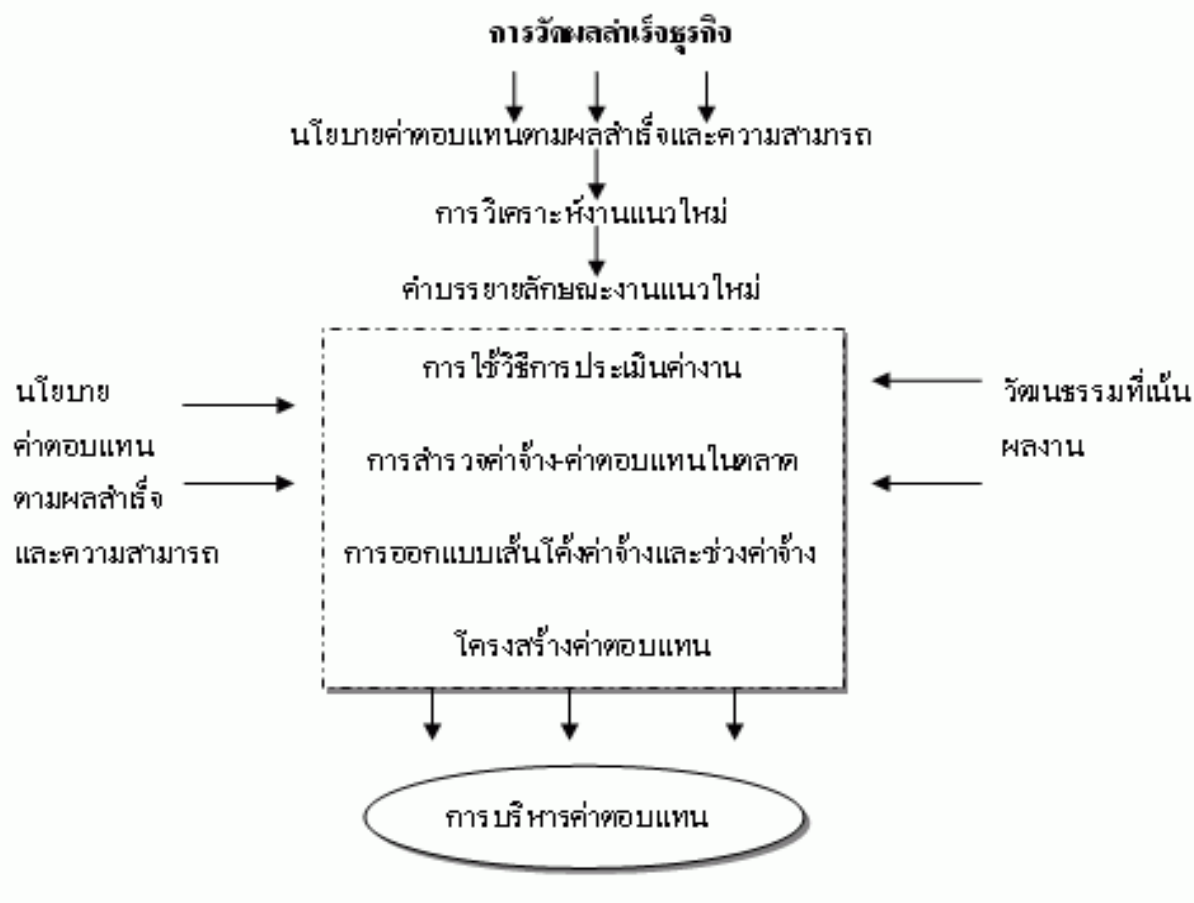 การวัดผลสำเร็จธุรกิจ
นโยบายค่าตอบแทนตามผลสำเร็จและความสามารถ
การวิเคราะห์งานแนวใหม่
คำบรรยายลักษณะงานแนวใหม่
การใช้วิธีการประเมินค่างาน
การสำรวจค่าจ้าง-ค่าตอบแทนในตลาด
การออกแบบเส้นโค้งค่าจ้างและช่วงค่าจ้าง
โครงสร้างค่าตอบแทน
นโยบาย
ค่าตอบแทน
ตามผลสำเร็จ
และความสามารถ
วัฒนธรรมที่เน้น
ผลงาน
การบริหารค่าตอบแทน